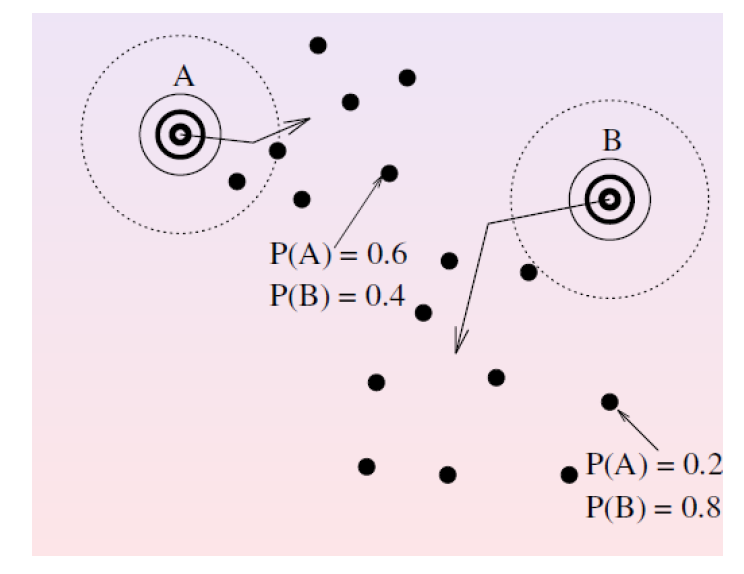 A
B
P(A) = 0.6
P(B) = 0.4
P(A) = 0.2
P(B) = 0.8